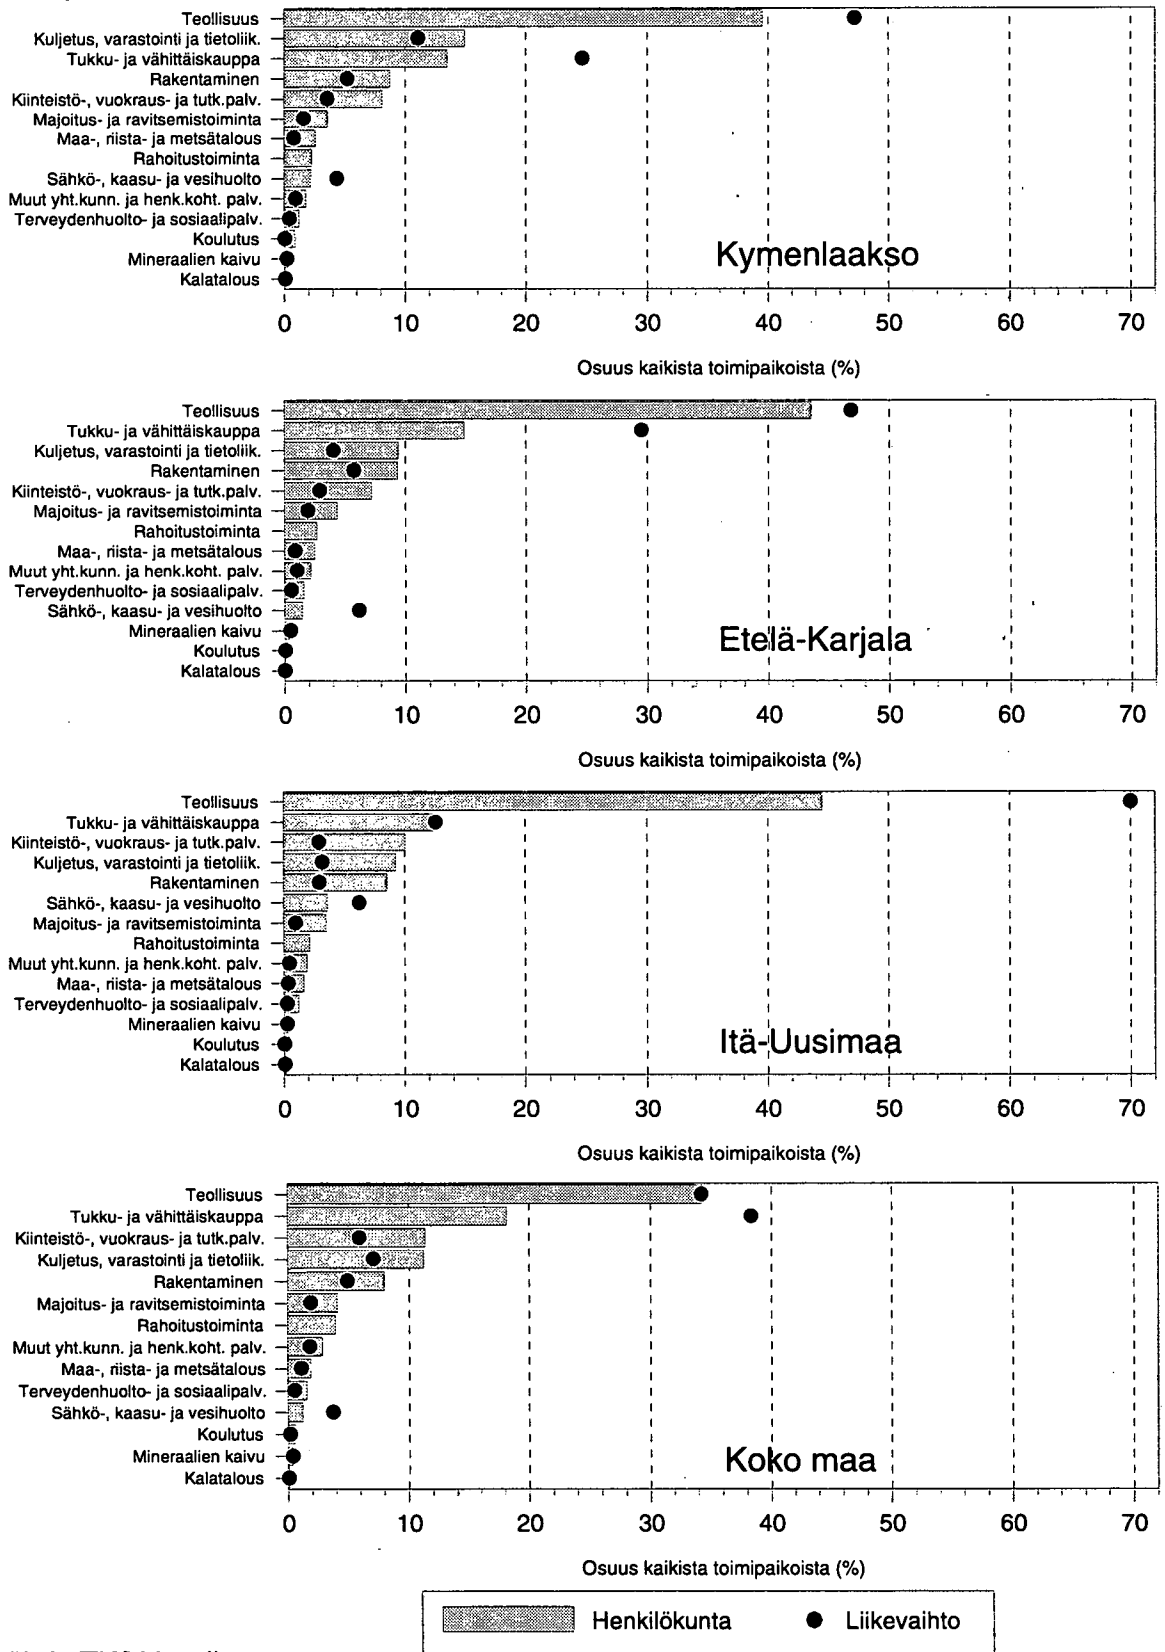 Teollisuus
Kuljetus, varastointi ja tietoliik.
Tukku- ja vähittäiskauppa
Rakentaminen
Kiinteistö-, vuokraus- ja tutk.palv.
Majoitus- ja ravitsemistoiminta
Maa-, riista- ja metsätalous
Rahoitustoiminta
Sähkö-, kaasu- ja vesihuolto
Muut yht.kunn. ja henk.koht. palv.
Terveydenhuolto- ja sosiaalipalv.
Koulutus
Mineraalien kaivu
Kalatalous
Kymenlaakso
0 10 20 30 40 50 60 70
Osuus kaikista toimipaikoista (%)
Teollisuus
Tukku- ja vähittäiskauppa
Kuljetus, varastointi ja tietoliik.
Rakentaminen
Kiinteistö-, vuokraus- ja tutk.palv.
Majoitus- ja ravitsemistoiminta
Rahoitustoiminta
Maa-, riista- ja metsätalous
Muut yht.kunn. ja henk.koht. palv.
Terveydenhuolto- ja sosiaalipalv.
Sähkö-, kaasu- ja vesihuolto
Mineraalien kaivu
Koulutus
Kalatalous
Etelä-Karjala
0 10 20 30 40 50 60 70
Osuus kaikista toimipaikoista (%)
Teollisuus
Tukku- ja vähittäiskauppa
Kiinteistö-, vuokraus- ja tutk.palv.
Kuljetus, varastointi ja tietoliik.
Rakentaminen
Sähkö-, kaasu- ja vesihuolto
Majoitus- ja ravitsemistoiminta
Rahoitustoiminta
Muut yht.kunn. ja henk.koht. palv.
Maa-, riista- ja metsätalous
Terveydenhuolto- ja sosiaalipalv.
Mineraalien kaivu
Koulutus
Kalatalous
Itä-Uusimaa
0 10 20 30 40 50 60 70
Osuus kaikista toimipaikoista (%)
Teollisuus
Tukku- ja vähittäiskauppa
Kiinteistö-, vuokraus- ja tutk.palv.
Kuljetus, varastointi ja tietoliik.
Rakentaminen
Majoitus- ja ravitsemistoiminta
Rahoitustoiminta
Muut yht.kunn. ja henk.koht. palv.
Maa-, riista- ja metsätalous
Terveydenhuolto- ja sosiaalipalv.
Sähkö-, kaasu- ja vesihuolto
Koulutus
Mineraalien kaivu
Kalatalous
Koko maa
0 10 20 30 40 50 60 70
Osuus kaikista toimipaikoista (%)
Henkilökunta Liikevaihto